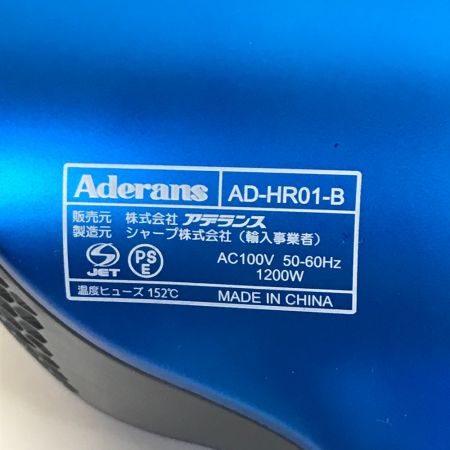 Aderans AD-HR01-B
販売元 株式会社 アデランス
製造元 シャープ株式会社（輸入事業者）
S JET PS E AC100V 50-60Hz
1200W
温度ヒューズ 152℃ MADE IN CHINA